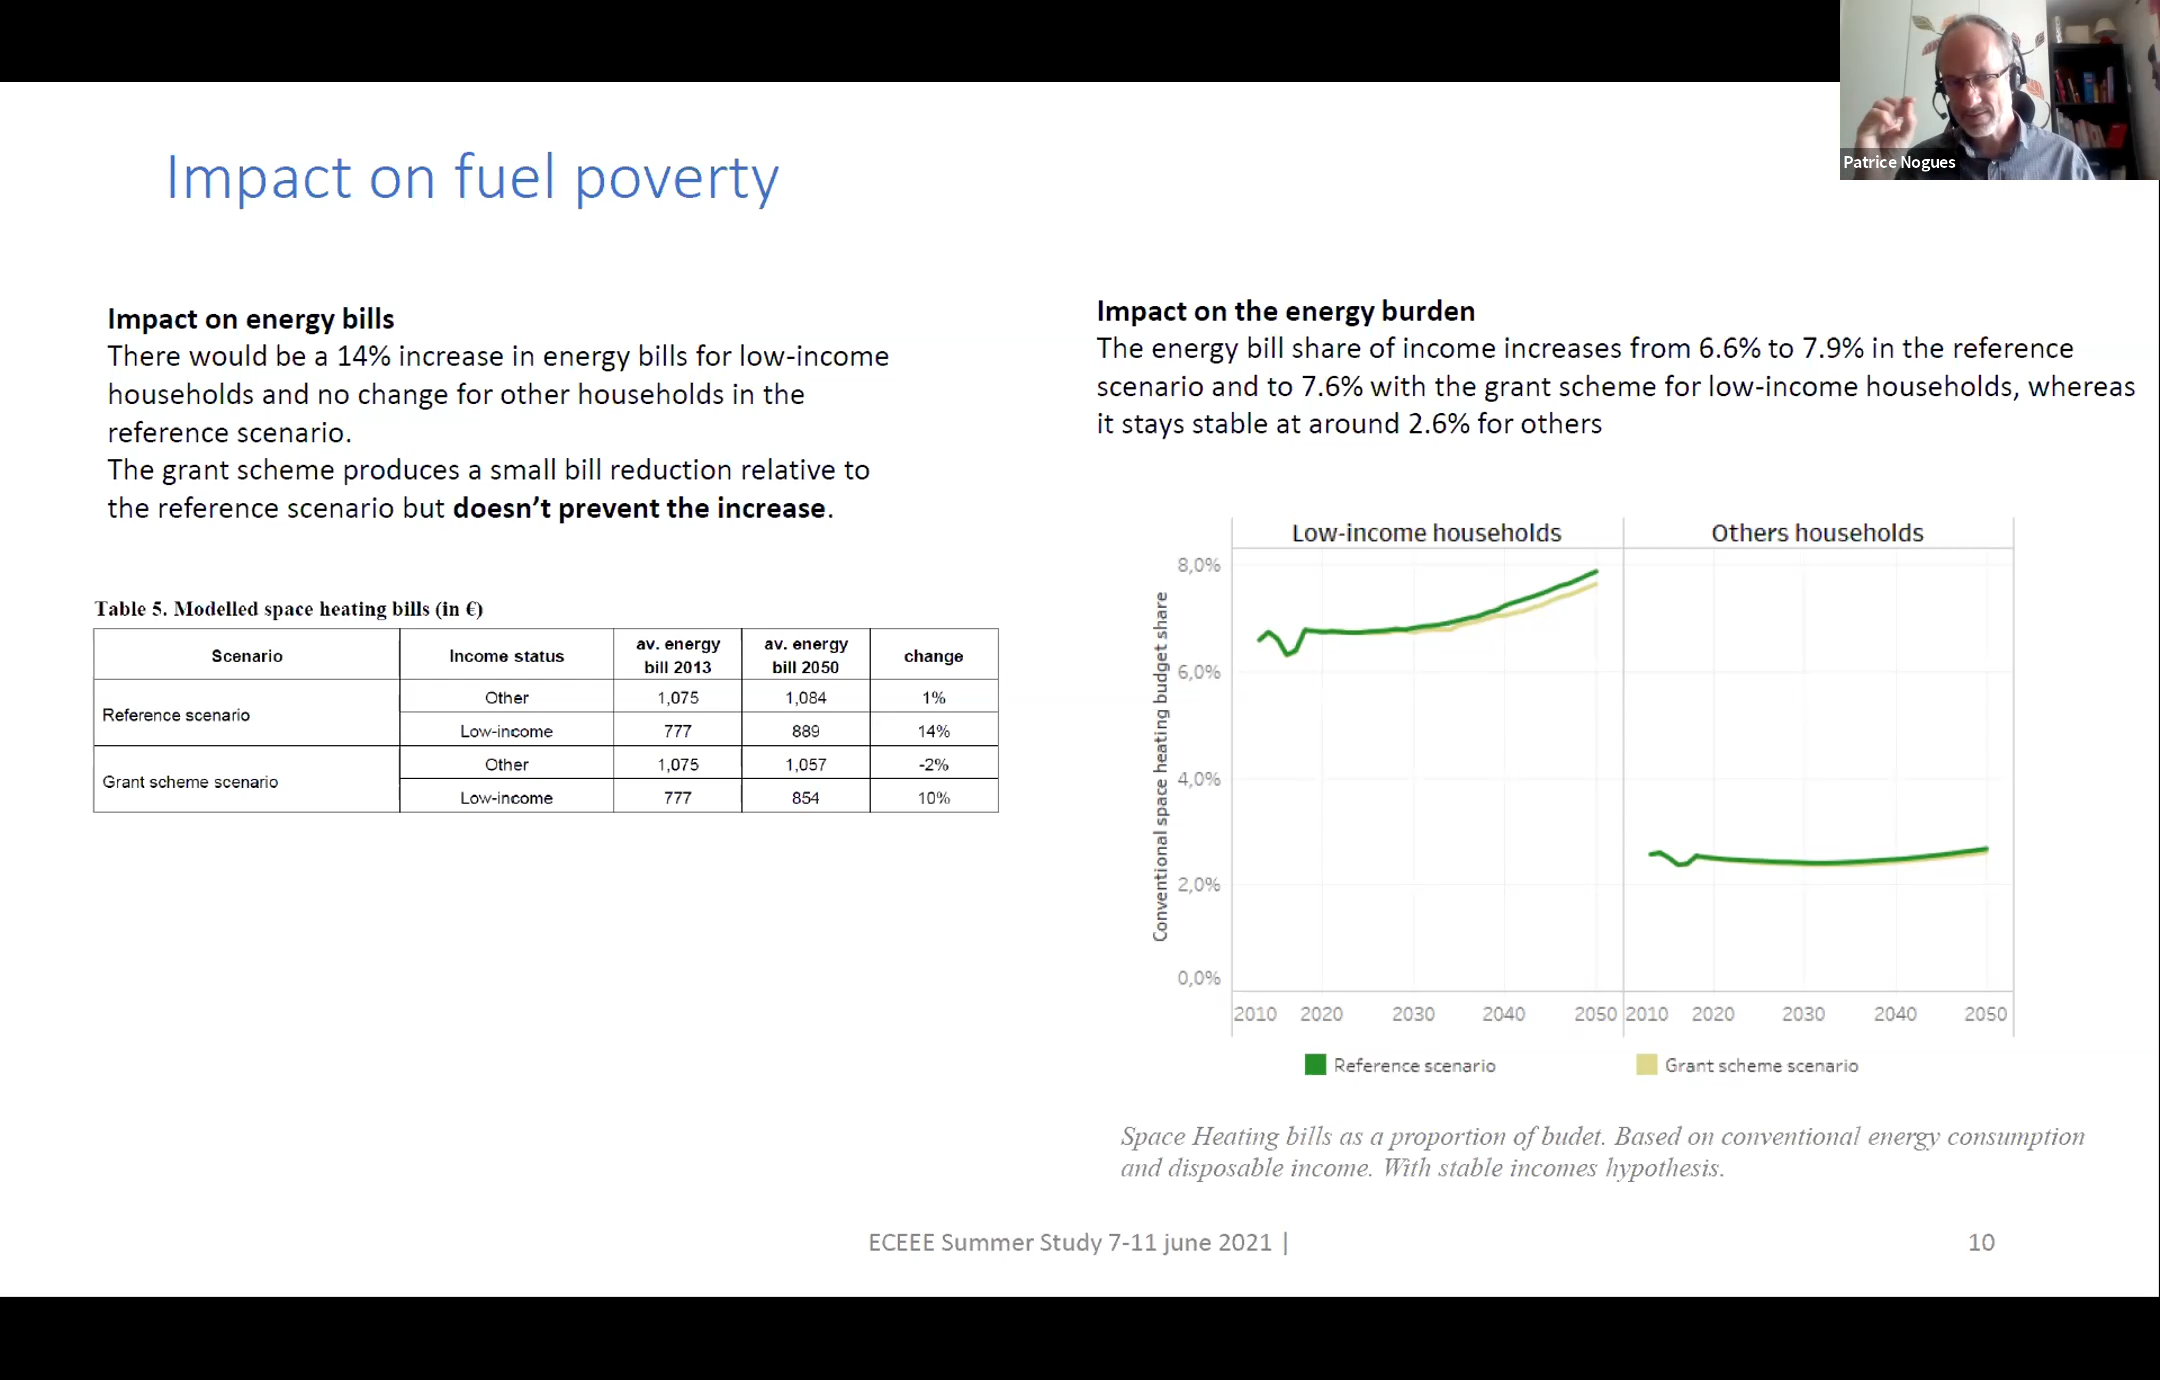 Patrice Nogues
Impact on fuel poverty
Impact on energy bills
There would be a 14% increase in energy bills for low-income
households and no change for other households in the
reference scenario.
The grant scheme produces a small bill reduction relative to
the reference scenario but doesn’t prevent the increase.
Table 5. Modelled space heating bills (in €)
Scenario Income status av. energy bill 2013 av. energy bill 2050 change
Reference scenario Other 1,075 1,084 1%
Low-income 777 889 14%
Grant scheme scenario Other 1,075 1,057 -2%
Low-income 777 854 10%
Impact on the energy burden
The energy bill share of income increases from 6.6% to 7.9% in the reference
scenario and to 7.6% with the grant scheme for low-income households, whereas
it stays stable at around 2.6% for others
Low-income households Others households
Conventional space heating budget share
8,0%
6,0%
4,0%
2,0%
0,0%
2010 2020 2030 2040 2050 2010 2020 2030 2040 2050
Reference scenario Grant scheme scenario
Space Heating bills as a proportion of budet. Based on conventional energy consumption
and disposable income. With stable incomes hypothesis.
ECEEE Summer Study 7-11 june 2021 |
10